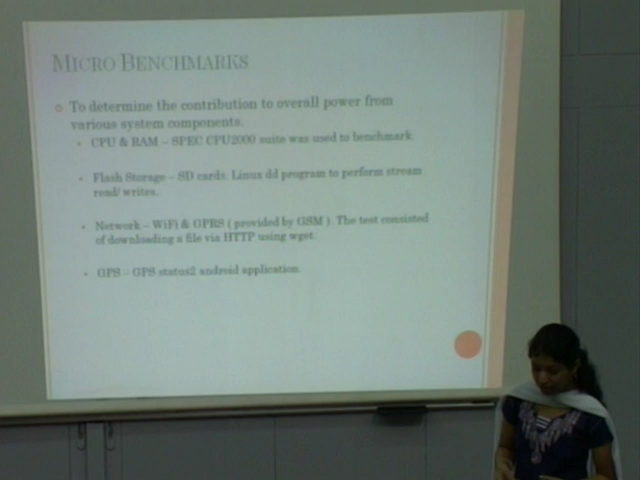 MICRO BENCHMARKS
To determine the contribution to overall power from
various system components.
CPU & RAM – SPEC CPU2000 suite was used to benchmark.
Flash Storage – SD cards. Linux dd program to perform stream
read/ writes.
Network – WiFi & GPRS ( provided by GSM ). The test consisted
of downloading a file via HTTP using wget.
GPS – GPS status2 android application.